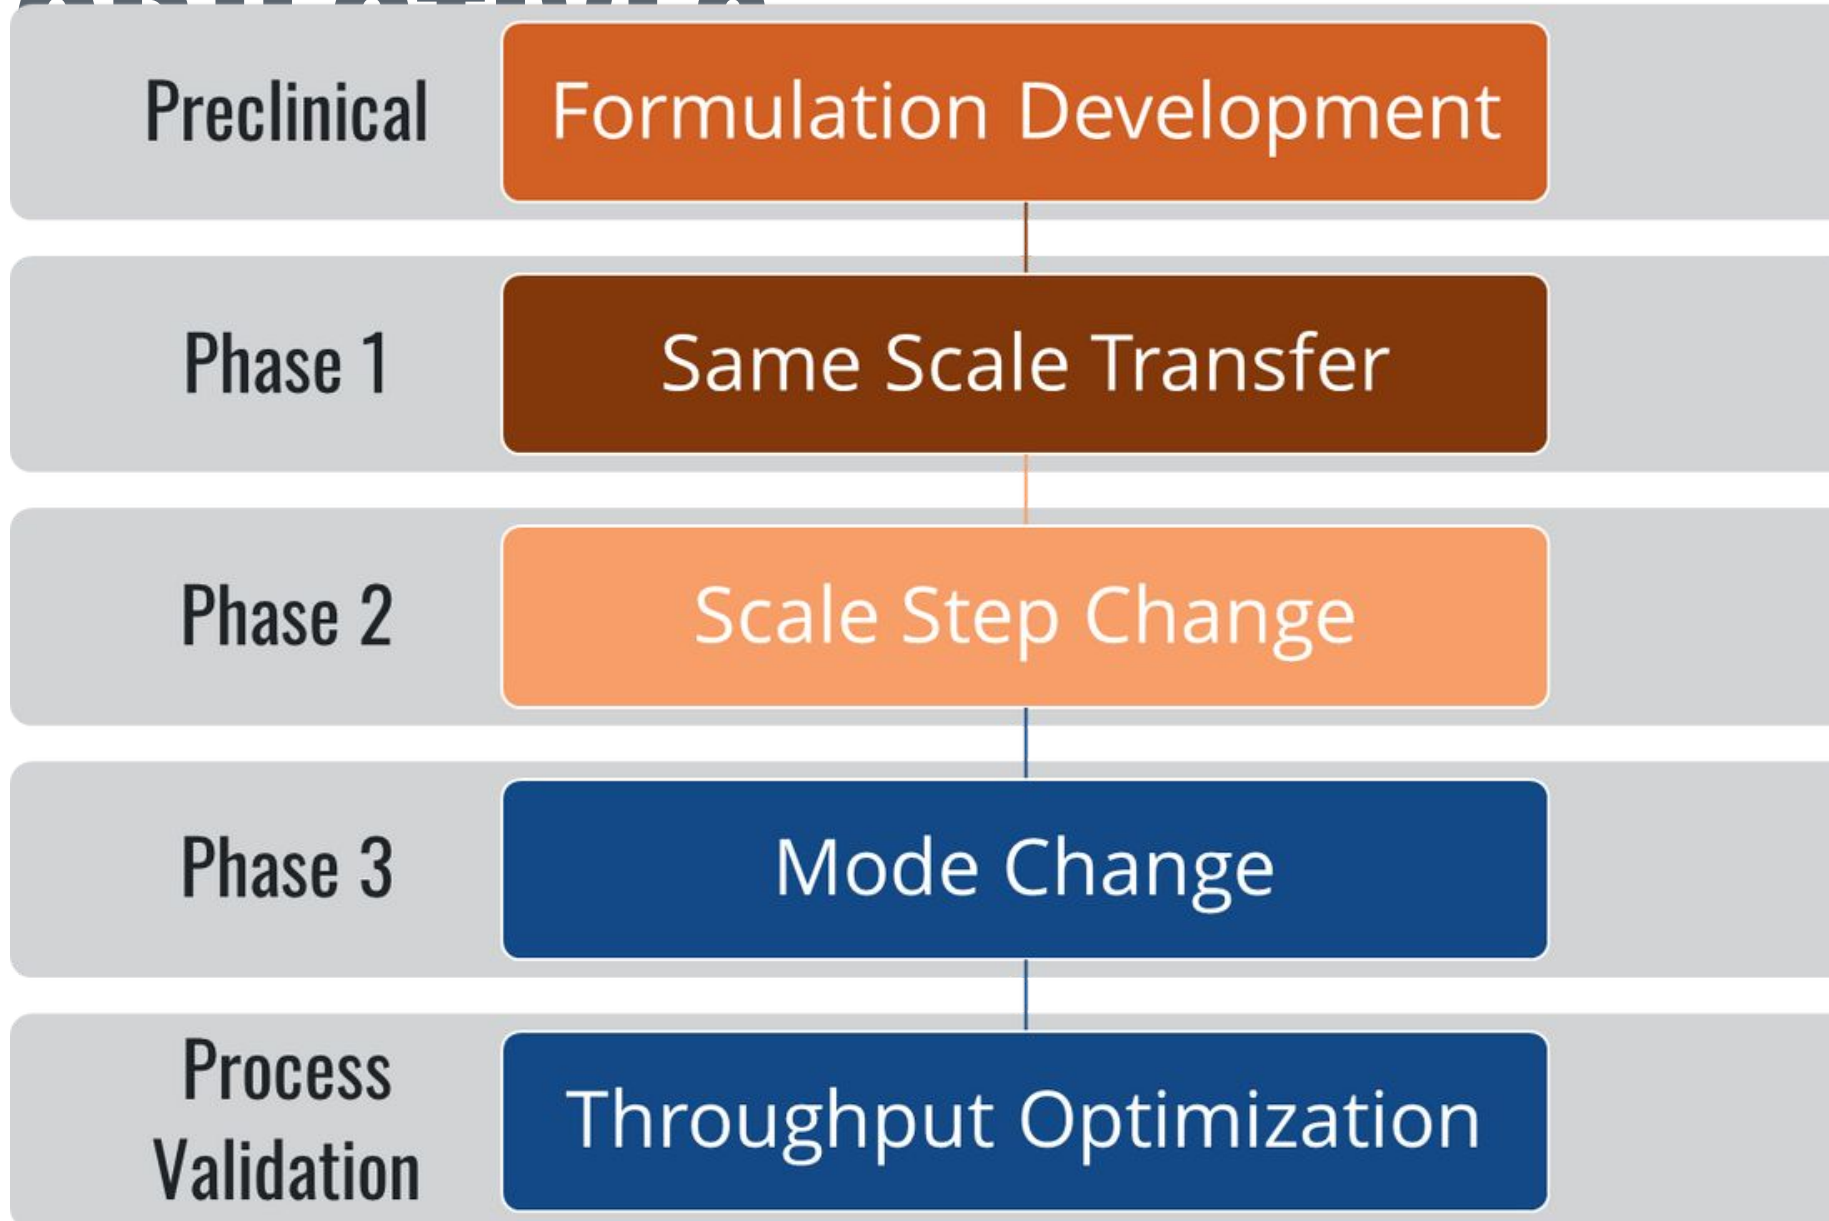 Preclinical
Formulation Development
Phase 1
Same Scale Transfer
Phase 2
Scale Step Change
Phase 3
Mode Change
Process
Validation
Throughput Optimization